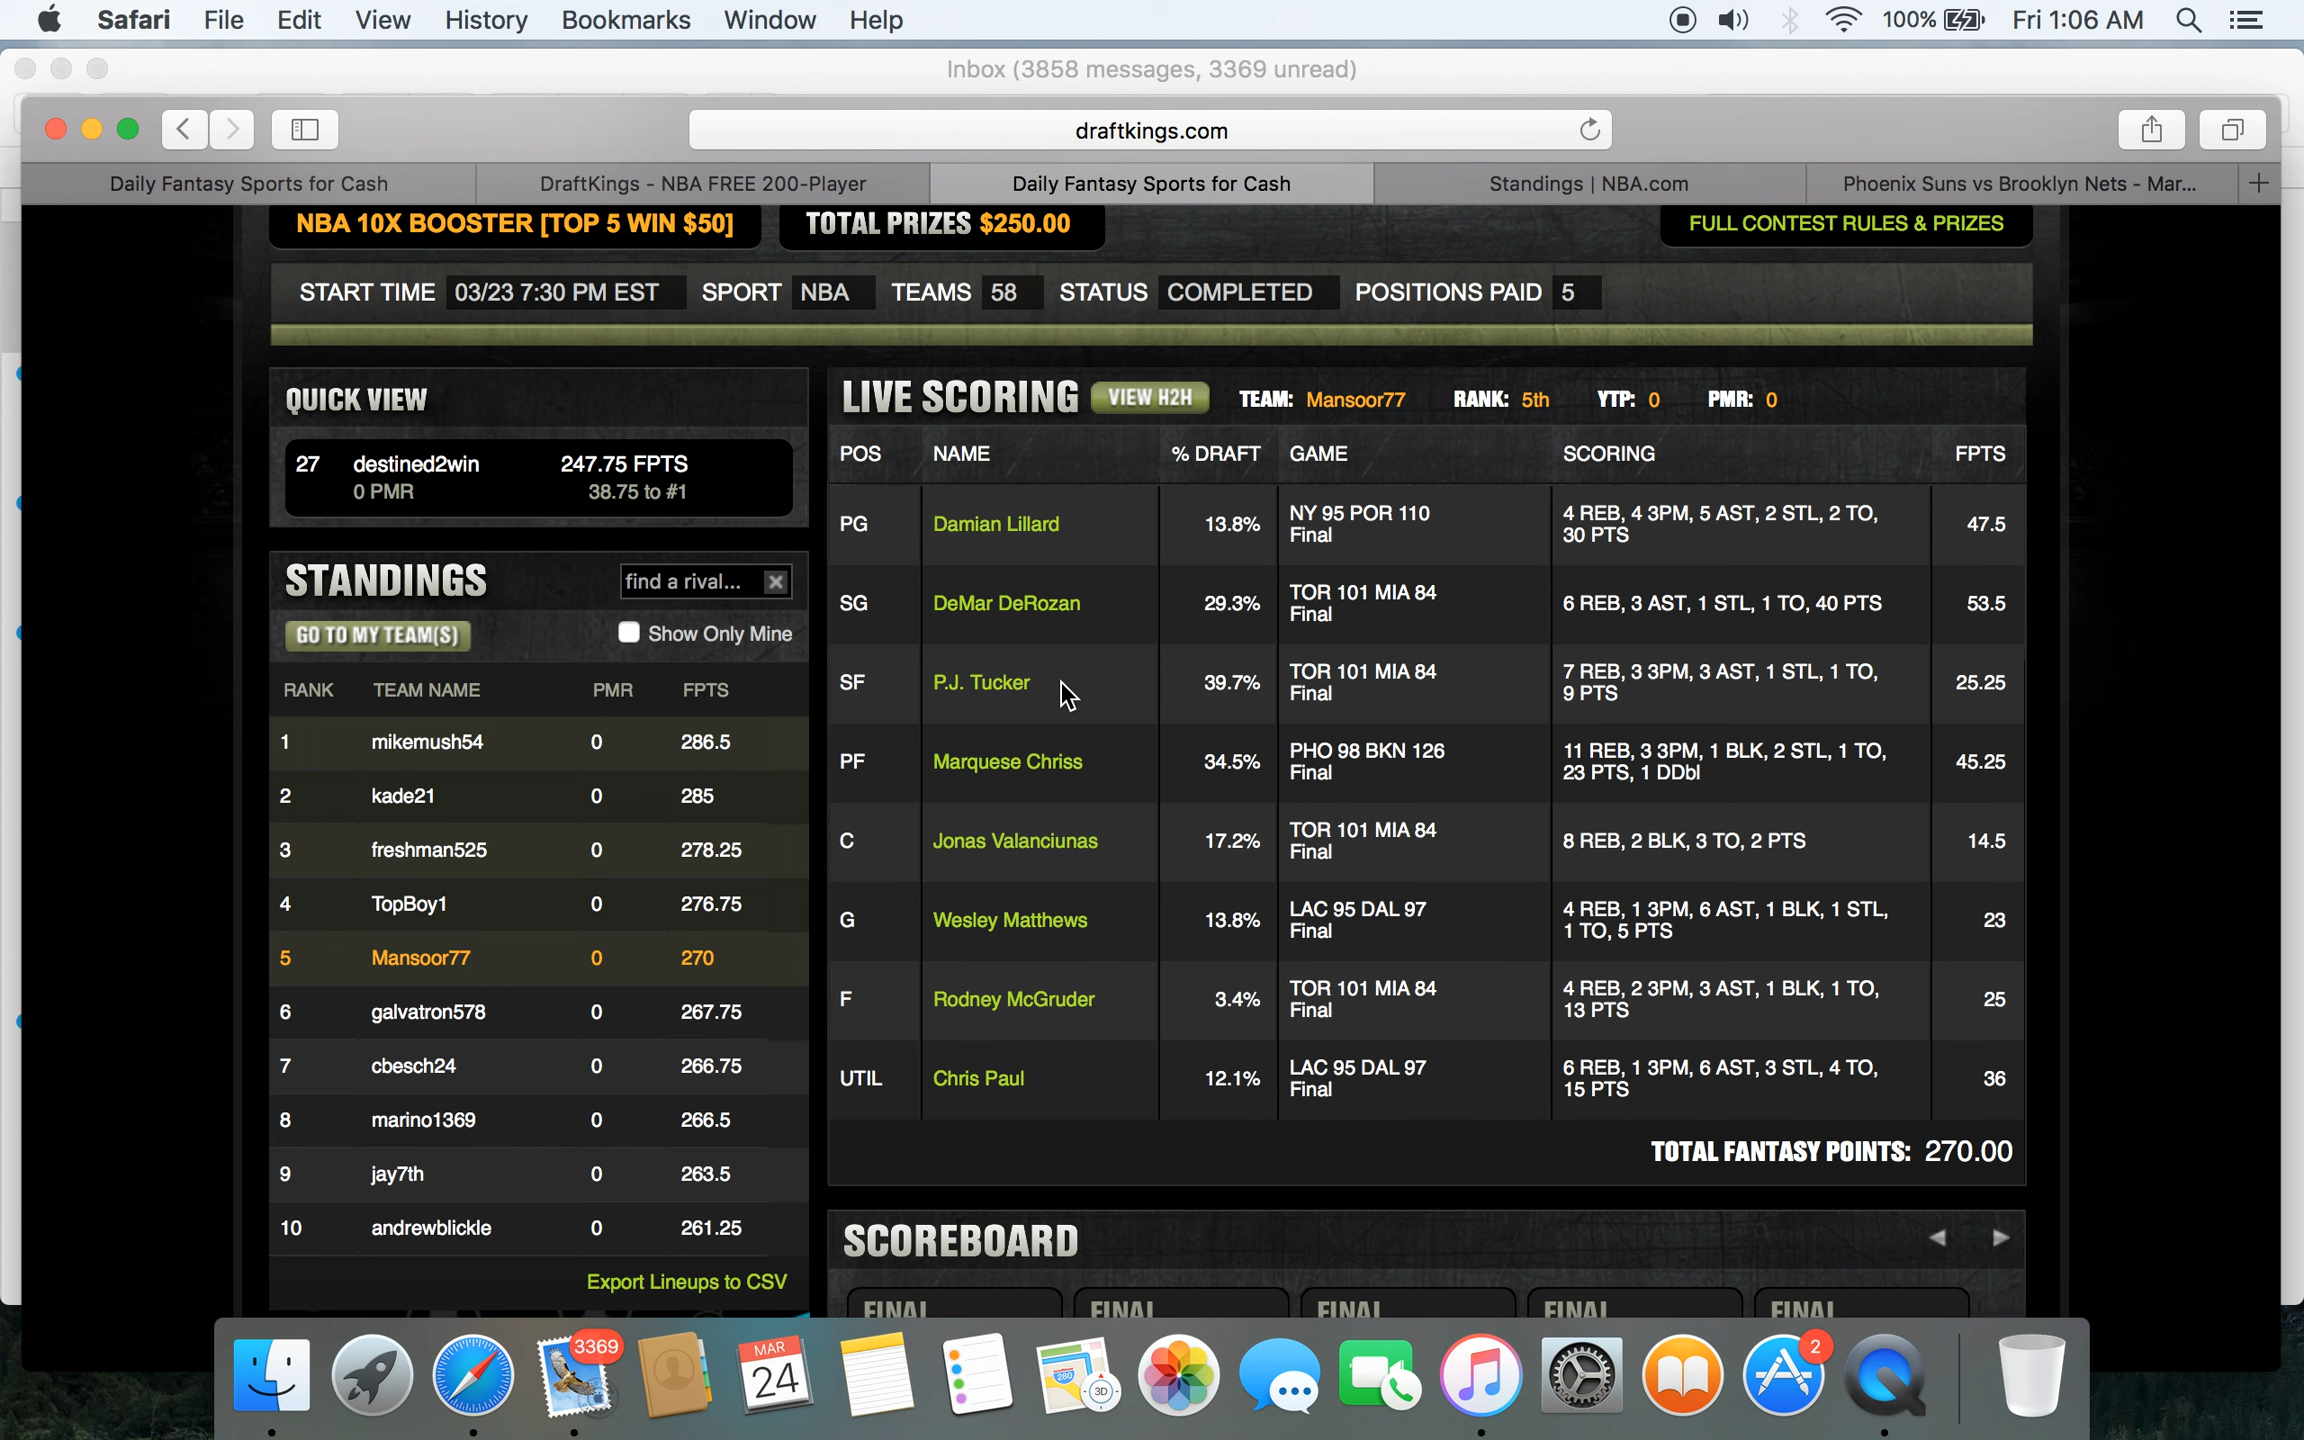 Safari File Edit View History Bookmarks Window Help 100% Fri 1:06 AM
Inbox (3858 messages, 3369 unread)
draftkings.com
Daily Fantasy Sports for Cash DraftKings - NBA FREE 200-Player Daily Fantasy Sports for Cash Standings | NBA.com Phoenix Suns vs Brooklyn Nets - Mar... +
NBA 10X BOOSTER [TOP 5 WIN $50] TOTAL PRIZES $250.00 FULL CONTEST RULES & PRIZES
START TIME 03/23 7:30 PM EST SPORT NBA TEAMS 58 STATUS COMPLETED POSITIONS PAID 5
QUICK VIEW
27 destined2win 247.75 FPTS
0 PMR 38.75 to #1
STANDINGS find a rival...
GO TO MY TEAM(S) Show Only Mine
RANK TEAM NAME PMR FPTS
1 mikemush54 0 286.5
2 kade21 0 285
3 freshman525 0 278.25
4 TopBoy1 0 276.75
5 Mansoor77 0 270
6 galvatron578 0 267.75
7 cbesch24 0 266.75
8 marino1369 0 266.5
9 jay7th 0 263.5
10 andrewblickle 0 261.25
Export Lineups to CSV
LIVE SCORING VIEW H2H TEAM: Mansoor77 RANK: 5th YTP: 0 PMR: 0
POS NAME % DRAFT GAME SCORING FPTS
PG Damian Lillard 13.8% NY 95 POR 110 Final 4 REB, 4 3PM, 5 AST, 2 STL, 2 TO, 30 PTS 47.5
SG DeMar DeRozan 29.3% TOR 101 MIA 84 Final 6 REB, 3 AST, 1 STL, 1 TO, 40 PTS 53.5
SF P.J. Tucker 39.7% TOR 101 MIA 84 Final 7 REB, 3 3PM, 3 AST, 1 STL, 1 TO, 9 PTS 25.25
PF Marquese Chriss 34.5% PHO 98 BKN 126 Final 11 REB, 3 3PM, 1 BLK, 2 STL, 1 TO, 23 PTS, 1 DDbl 45.25
C Jonas Valanciunas 17.2% TOR 101 MIA 84 Final 8 REB, 2 BLK, 3 TO, 2 PTS 14.5
G Wesley Matthews 13.8% LAC 95 DAL 97 Final 4 REB, 1 3PM, 6 AST, 1 BLK, 1 STL, 1 TO, 5 PTS 23
F Rodney McGruder 3.4% TOR 101 MIA 84 Final 4 REB, 2 3PM, 3 AST, 1 BLK, 1 TO, 13 PTS 25
UTIL Chris Paul 12.1% LAC 95 DAL 97 Final 6 REB, 1 3PM, 6 AST, 3 STL, 4 TO, 15 PTS 36
TOTAL FANTASY POINTS: 270.00
SCOREBOARD
FINAL FINAL FINAL FINAL FINAL
3369 MAR 24 280 3D 2